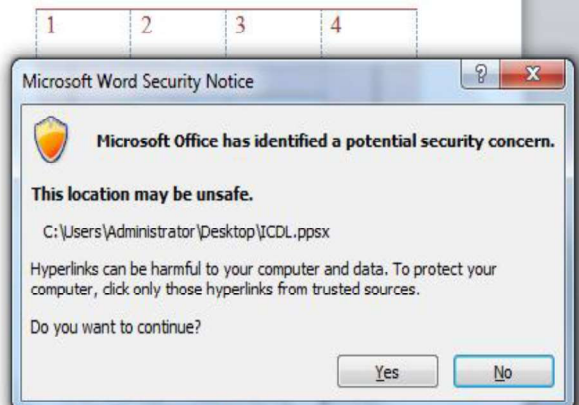 1 2 3 4
Microsoft Word Security Notice
Microsoft Office has identified a potential security concern.
This location may be unsafe.
C:\Users\Administrator\Desktop\ICDL.ppsx
Hyperlinks can be harmful to your computer and data. To protect your
computer, click only those hyperlinks from trusted sources.
Do you want to continue?
Yes No